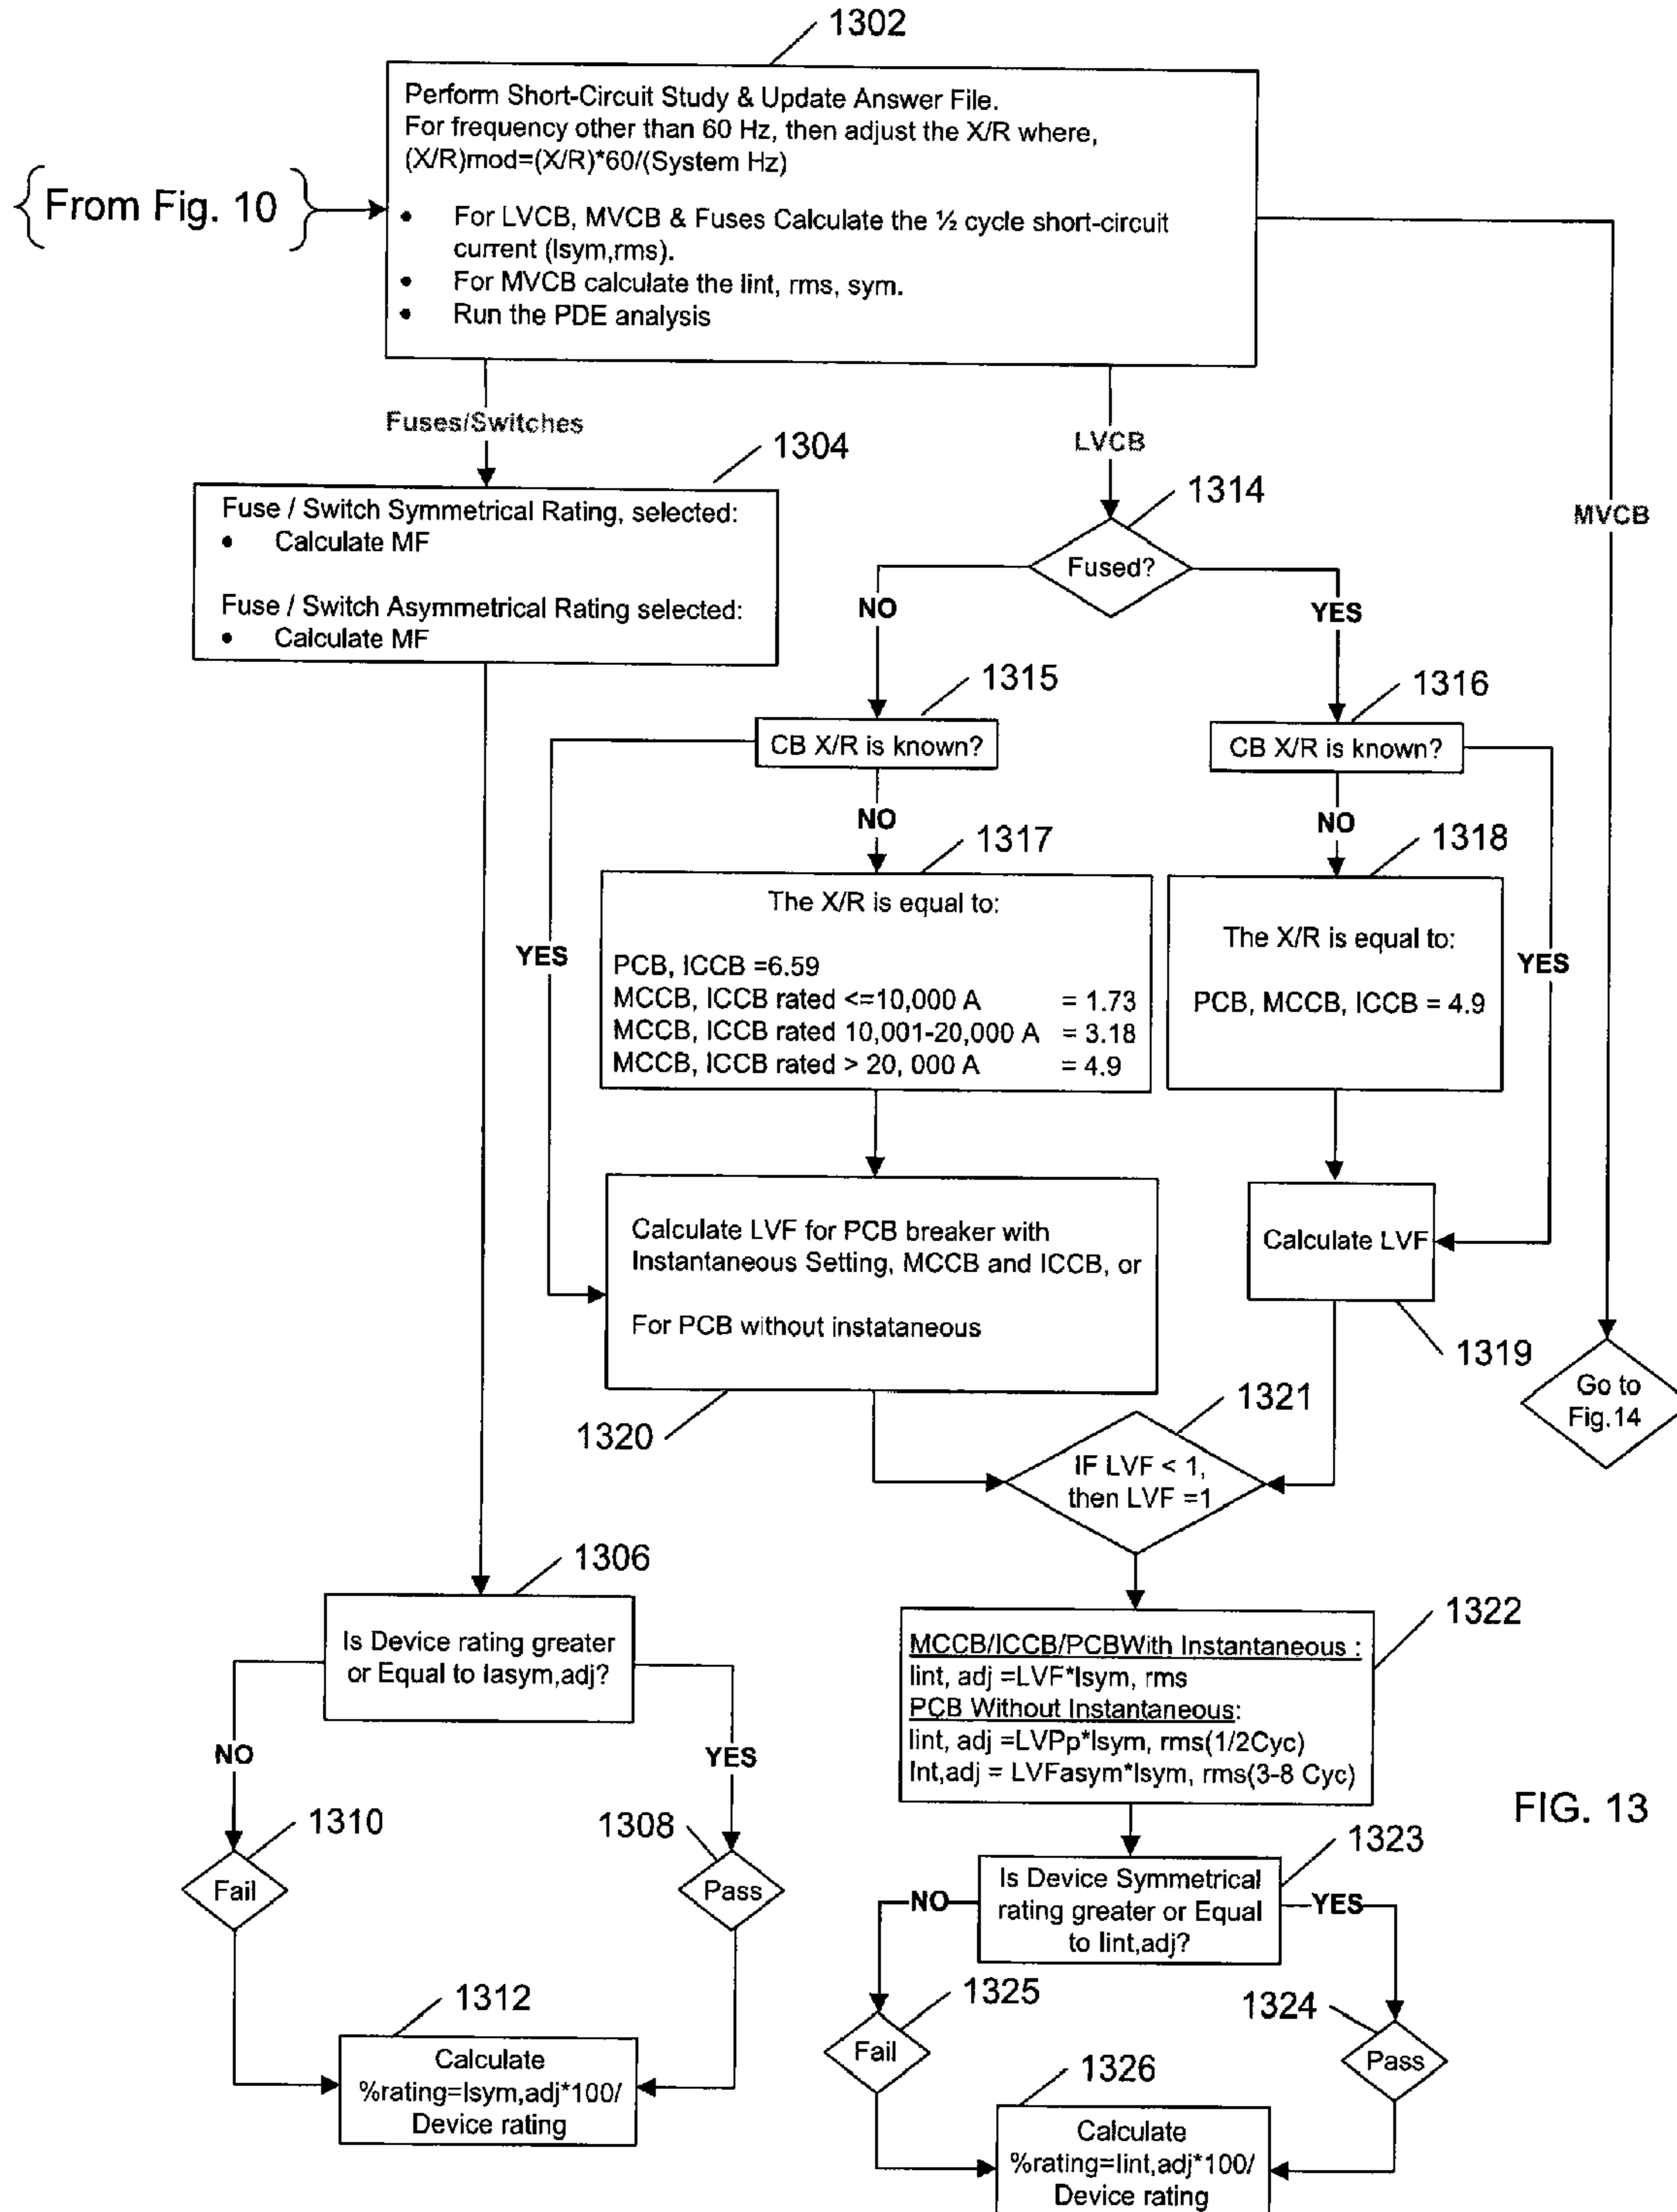 1302
Perform Short-Circuit Study & Update Answer File.
For frequency other than 60 Hz, then adjust the X/R where,
(X/R)mod=(X/R)*60/(System Hz)
{From Fig. 10}
• For LVCB, MVCB & Fuses Calculate the ½ cycle short-circuit
current (Isym,rms).
• For MVCB calculate the Iint, rms, sym.
• Run the PDE analysis
Fuses/Switches
LVCB
MVCB
1304
Fuse / Switch Symmetrical Rating, selected:
• Calculate MF
Fuse / Switch Asymmetrical Rating selected:
• Calculate MF
1314
Fused?
NO
YES
1315
CB X/R is known?
1316
CB X/R is known?
NO
NO
YES
YES
1317
The X/R is equal to:
PCB, ICCB =6.59
MCCB, ICCB rated <=10,000 A = 1.73
MCCB, ICCB rated 10,001-20,000 A = 3.18
MCCB, ICCB rated > 20, 000 A = 4.9
1318
The X/R is equal to:
PCB, MCCB, ICCB = 4.9
Calculate LVF for PCB breaker with
Instantaneous Setting, MCCB and ICCB, or
For PCB without instataneous
1320
Calculate LVF
1319
Go to
Fig.14
1321
IF LVF < 1,
then LVF =1
1306
Is Device rating greater
or Equal to Iasym,adj?
NO
YES
1310
Fail
1308
Pass
1312
Calculate
%rating=Isym,adj*100/
Device rating
1322
MCCB/ICCB/PCBWith Instantaneous :
Iint, adj =LVF*Isym, rms
PCB Without Instantaneous:
Iint, adj =LVPp*Isym, rms(1/2Cyc)
Int,adj = LVFasym*Isym, rms(3-8 Cyc)
FIG. 13
1323
Is Device Symmetrical
rating greater or Equal
to Iint,adj?
NO
YES
1325
Fail
1324
Pass
1326
Calculate
%rating=Iint,adj*100/
Device rating